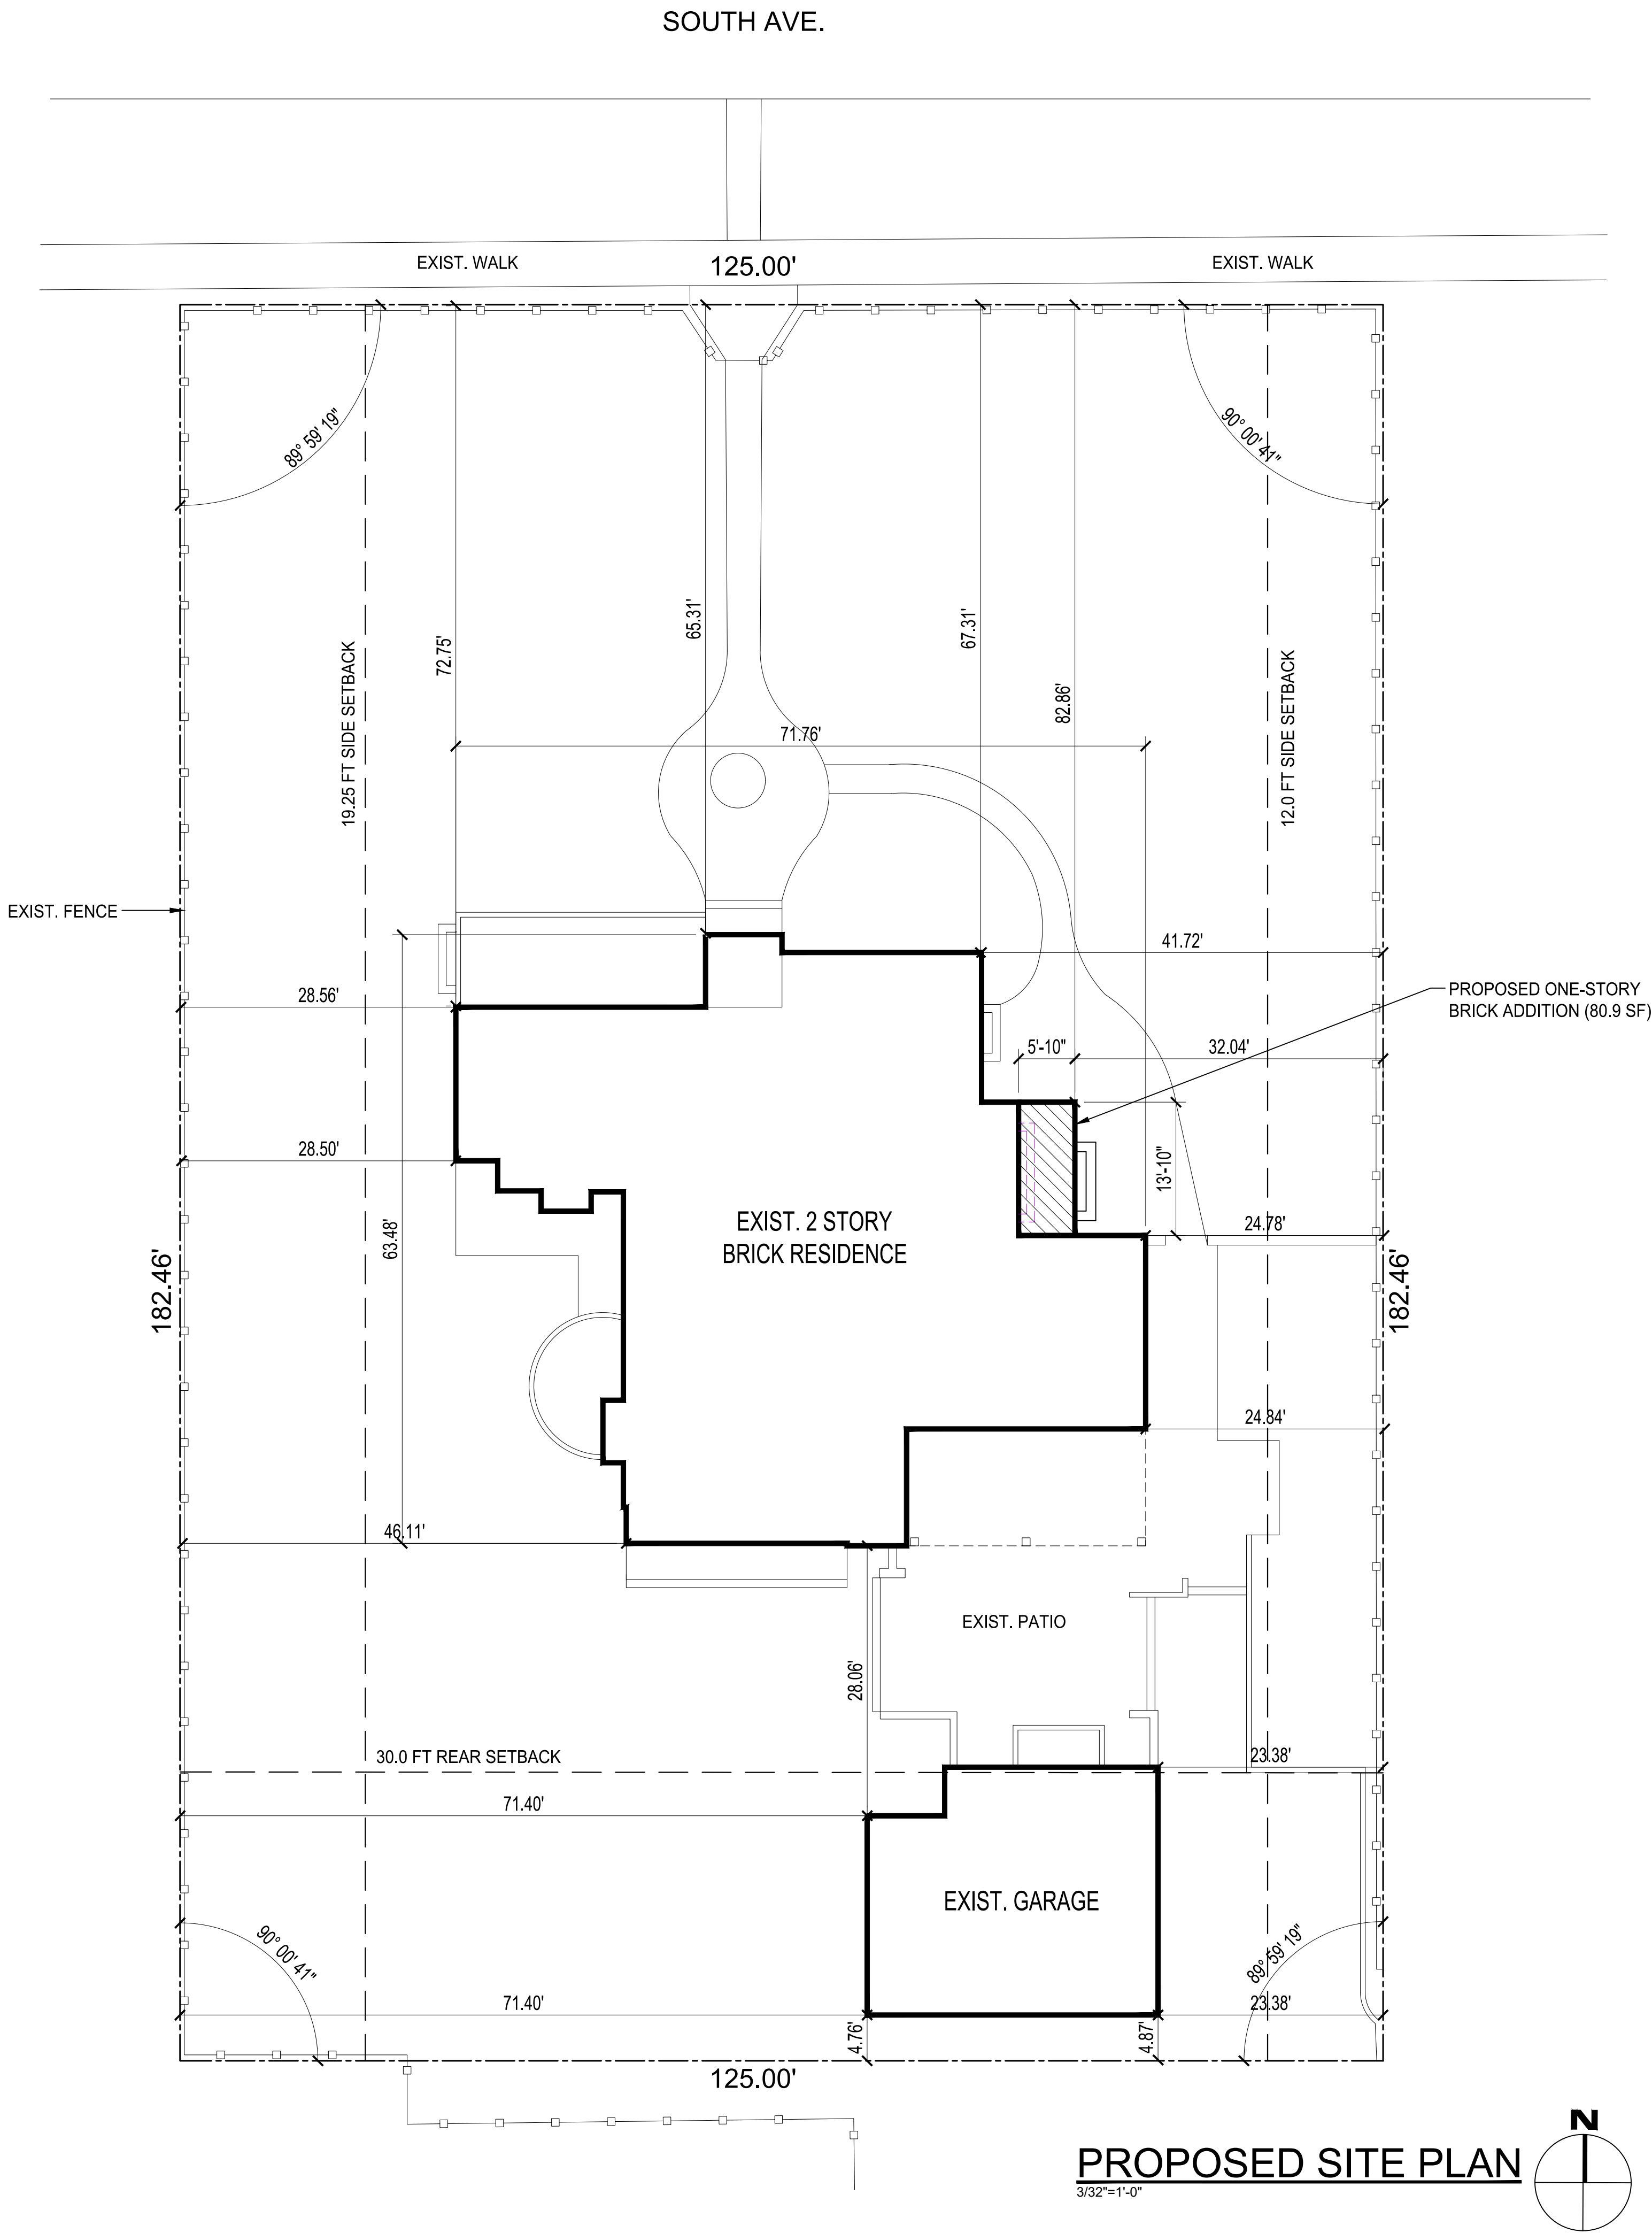 SOUTH AVE.
EXIST. WALK
125.00'
EXIST. WALK
89° 59' 19"
90° 00' 41"
19.25 FT SIDE SETBACK
72.75'
65.31'
67.31'
82.86'
12.0 FT SIDE SETBACK
71.76'
EXIST. FENCE
41.72'
28.56'
PROPOSED ONE-STORY
BRICK ADDITION (80.9 SF)
5'-10"
32.04'
28.50'
13'-10"
63.48'
EXIST. 2 STORY
BRICK RESIDENCE
24.78'
182.46'
182.46'
24.84'
46.11'
EXIST. PATIO
28.06'
30.0 FT REAR SETBACK
23.38'
71.40'
EXIST. GARAGE
90° 00' 41"
89° 59' 19"
71.40'
23.38'
4.76'
4.87'
125.00'
N
PROPOSED SITE PLAN
3/32"=1'-0"